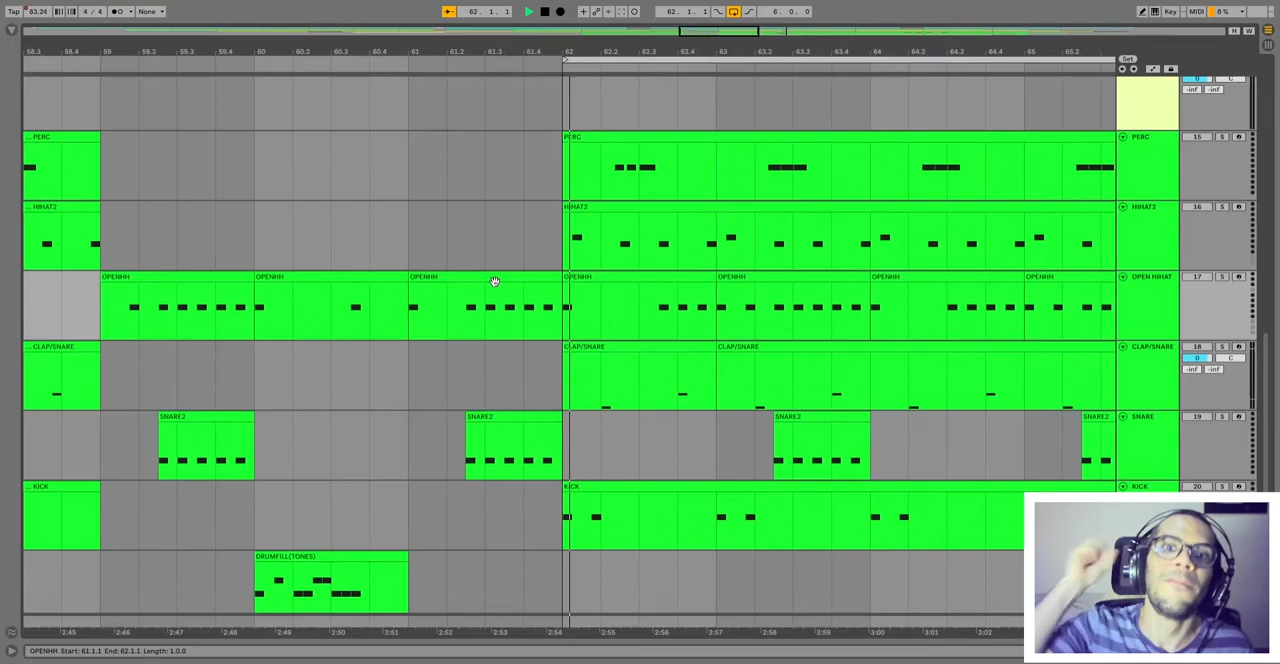 Tap 83.24 4 / 4 None 62 . 1 . 1 62 . 1 . 1 6 . 0 . 0 Key MIDI 8 %
H W
58.3 58.4 59 59.2 59.3 59.4 60 60.2 60.3 60.4 61 61.2 61.3 61.4 62 62.2 62.3 62.4 63 63.2 63.3 63.4 64 64.2 64.3 64.4 65 65.2
Set
0 C
-inf -inf
... PERC PERC PERC 15 S
... HIHAT2 HIHAT2 HIHAT2 16 S
OPENHH OPENHH OPENHH OPENHH OPENHH OPENHH OPENHH OPEN HIHAT 17 S
... CLAP/SNARE CLAP/SNARE CLAP/SNARE CLAP/SNARE 18 S
0 C
-inf -inf
SNARE2 SNARE2 SNARE2 SNARE2 SNARE 19 S
... KICK KICK KICK 20 S
DRUMFILL(TONES)
2:45 2:46 2:47 2:48 2:49 2:50 2:51 2:52 2:53 2:54 2:55 2:56 2:57 2:58 2:59 3:00 3:01 3:02
OPENHH Start: 61.1.1 End: 62.1.1 Length: 1.0.0